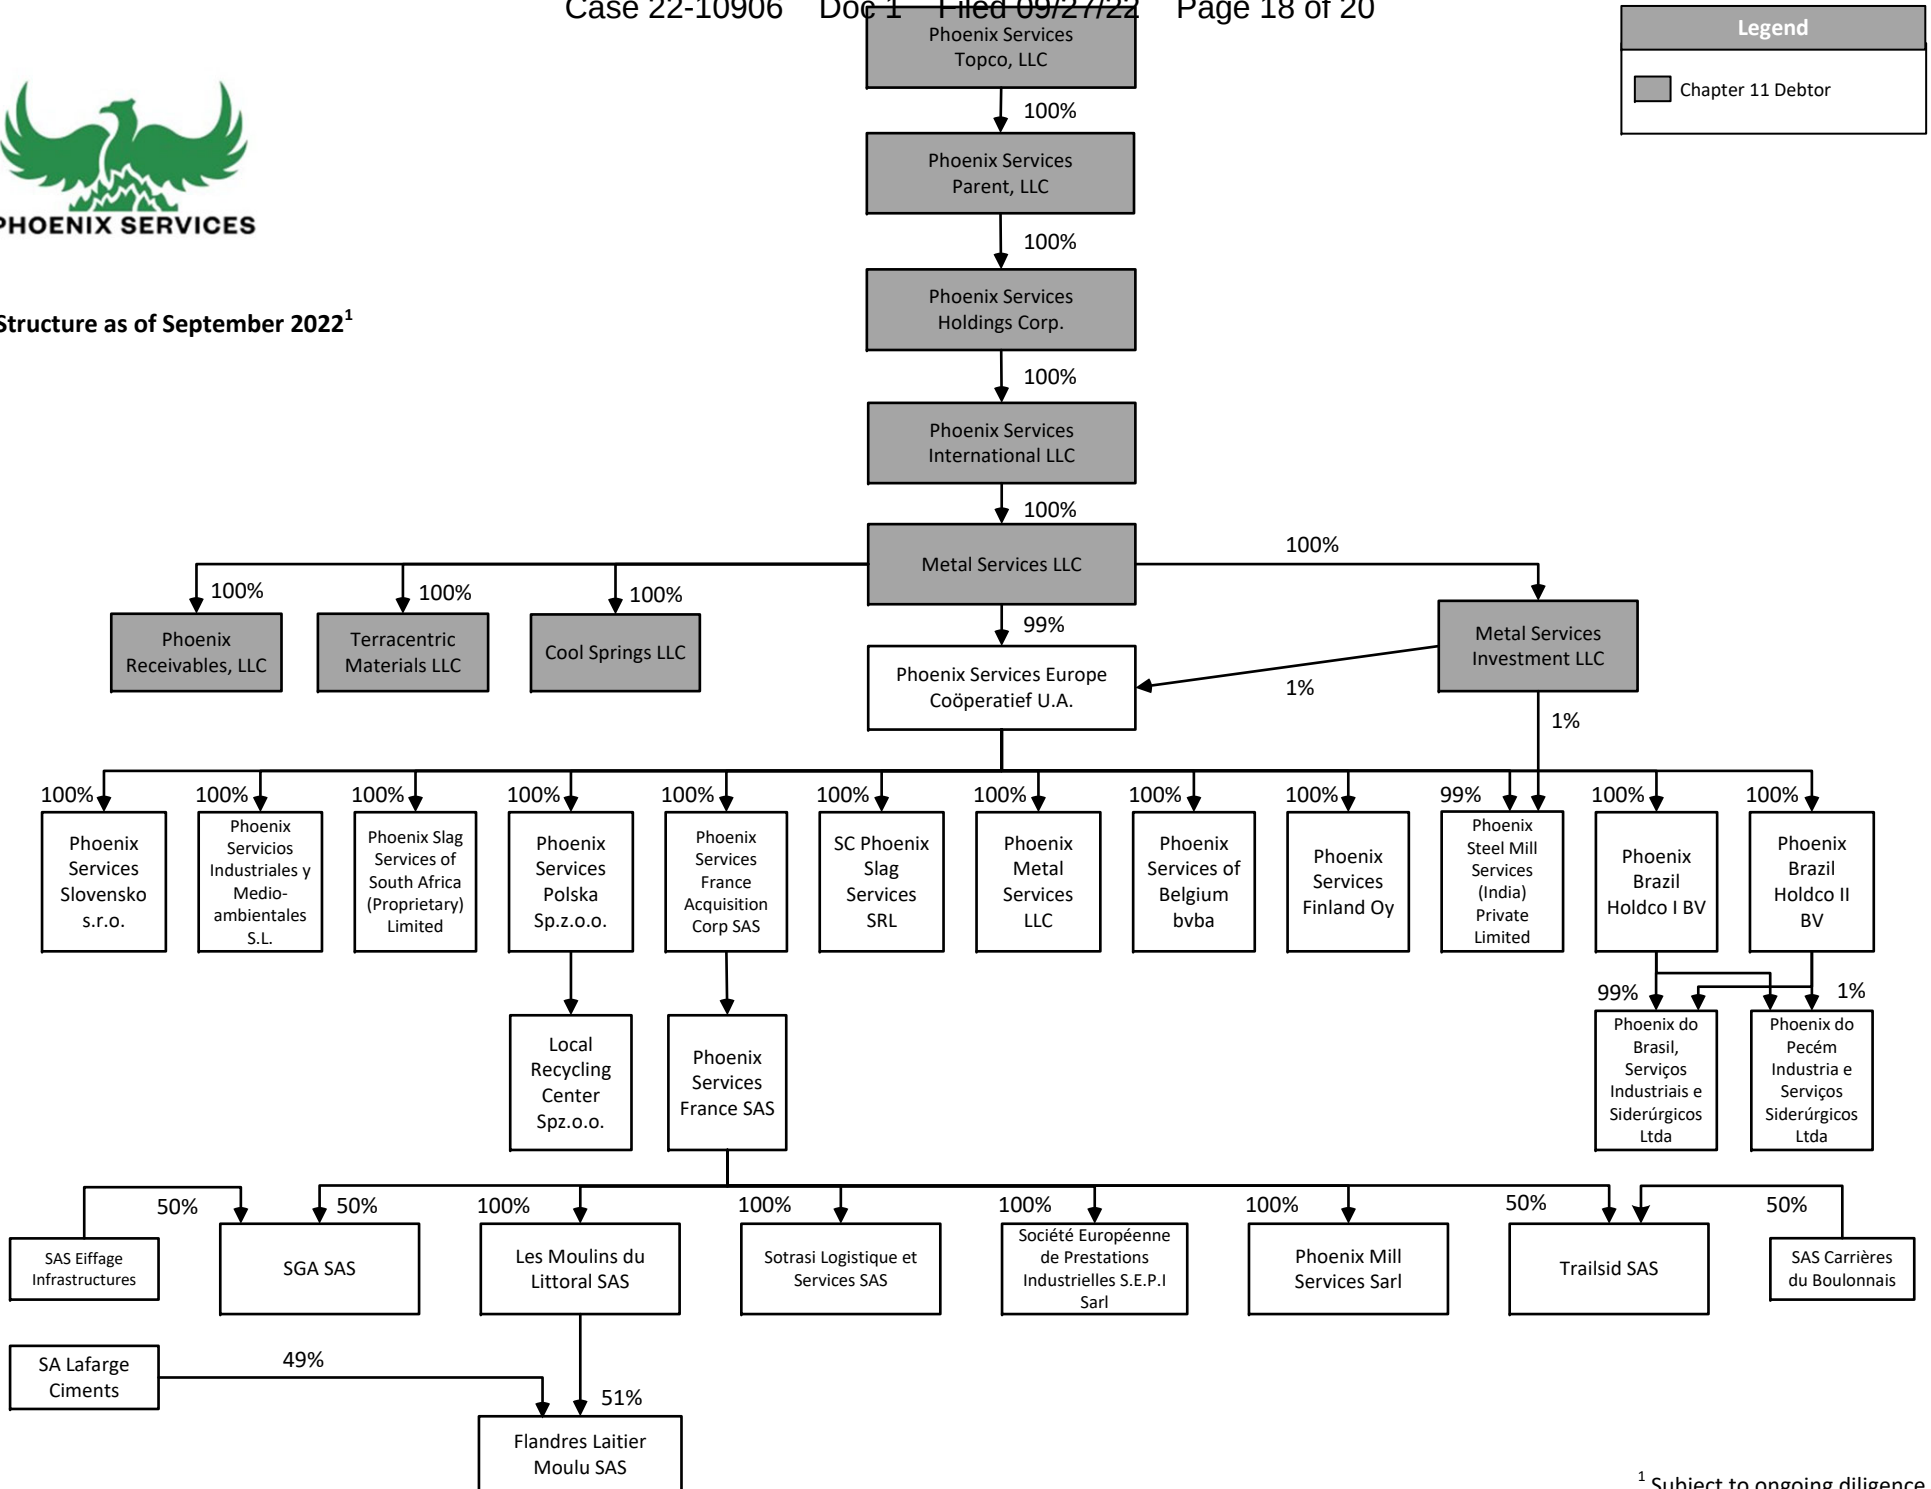 Case 22-10906 Doc 1 Filed 09/27/22 Page 18 of 20
Phoenix Services
Topco, LLC
Legend
Chapter 11 Debtor
100%
PHOENIX SERVICES
Phoenix Services
Parent, LLC
100%
Structure as of September 2022¹
Phoenix Services
Holdings Corp.
100%
Phoenix Services
International LLC
100%
Metal Services LLC
100%
100%
100%
100%
99%
Phoenix
Receivables, LLC
Terracentric
Materials LLC
Cool Springs LLC
Phoenix Services Europe
Coöperatief U.A.
Metal Services
Investment LLC
1%
1%
100%
100%
100%
100%
100%
100%
100%
100%
100%
99%
100%
100%
Phoenix
Services
Slovensko
s.r.o.
Phoenix
Servicios
Industriales y
Medio-
ambientales
S.L.
Phoenix Slag
Services of
South Africa
(Proprietary)
Limited
Phoenix
Services
Polska
Sp.z.o.o.
Phoenix
Services
France
Acquisition
Corp SAS
SC Phoenix
Slag
Services
SRL
Phoenix
Metal
Services
LLC
Phoenix
Services of
Belgium
bvba
Phoenix
Services
Finland Oy
Phoenix
Steel Mill
Services
(India)
Private
Limited
Phoenix
Brazil
Holdco I BV
Phoenix
Brazil
Holdco II
BV
99%
1%
Local
Recycling
Center
Spz.o.o.
Phoenix
Services
France SAS
Phoenix do
Brasil,
Serviços
Industriais e
Siderúrgicos
Ltda
Phoenix do
Pecém
Industria e
Serviços
Siderúrgicos
Ltda
50%
50%
100%
100%
100%
100%
50%
50%
SAS Eiffage
Infrastructures
SGA SAS
Les Moulins du
Littoral SAS
Sotrasi Logistique et
Services SAS
Société Européenne
de Prestations
Industrielles S.E.P.I
Sarl
Phoenix Mill
Services Sarl
Trailsid SAS
SAS Carrières
du Boulonnais
SA Lafarge
Ciments
49%
51%
Flandres Laitier
Moulu SAS
¹ Subject to ongoing diligence